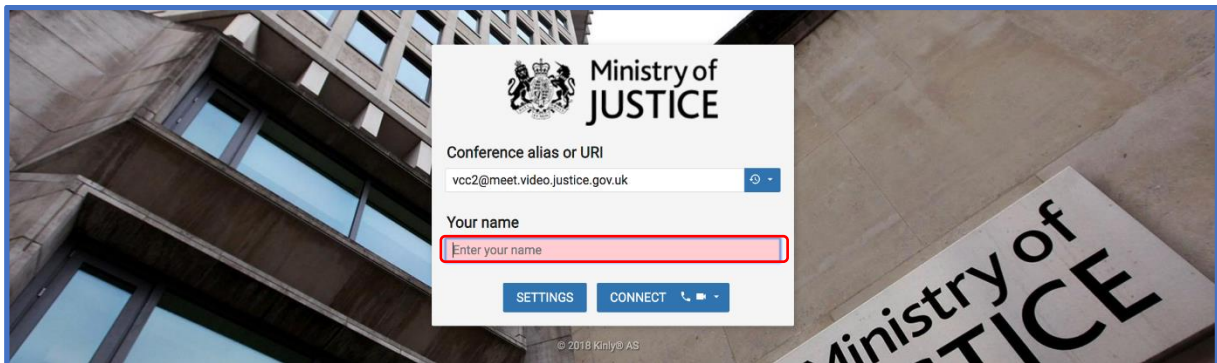 Ministry of
JUSTICE
Conference alias or URI
vcc2@meet.video.justice.gov.uk
Your name
Enter your name
SETTINGS
CONNECT
© 2018 Kinly® AS
Ministry of
JUSTICE